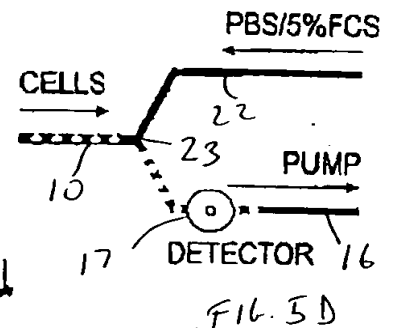 PBS/5%FCS
CELLS
22
23
PUMP
10
17
DETECTOR
16
FIG. 5D